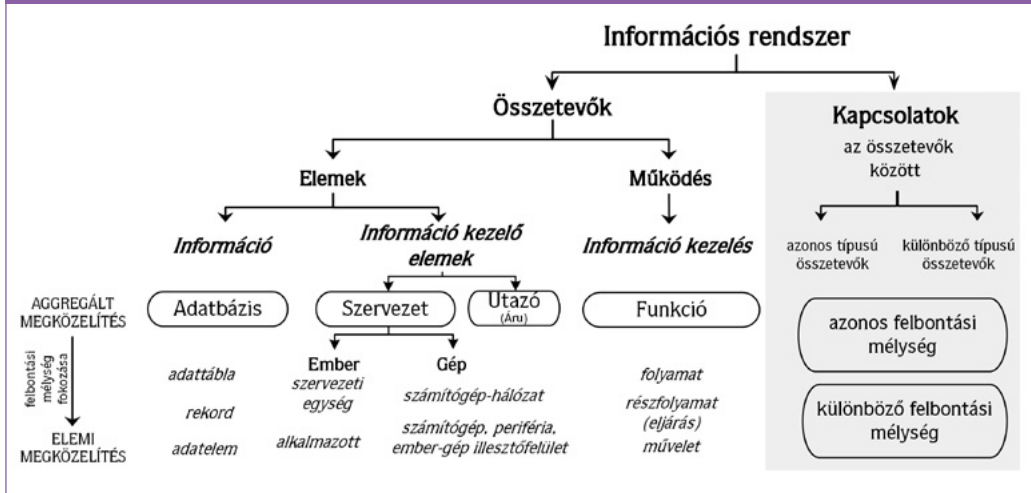 Információs rendszer
Összetevők
Kapcsolatok
az összetevők
között
Elemek
Működés
azonos típusú
összetevők
különböző típusú
összetevők
Információ
Információ kezelő
elemek
Információ kezelés
AGGREGÁLT
MEGKÖZELÍTÉS
Adatbázis
Szervezet
Utazó
(Áru)
Funkció
azonos felbontási
mélység
felbontási
mélység
fokozása
Ember
Gép
adattábla
szervezeti
egység
számítógép-hálózat
folyamat
rekord
részfolyamat
(eljárás)
különböző felbontási
mélység
ELEMI
MEGKÖZELÍTÉS
adatelem
alkalmazott
számítógép, periféria,
ember-gép illesztőfelület
művelet